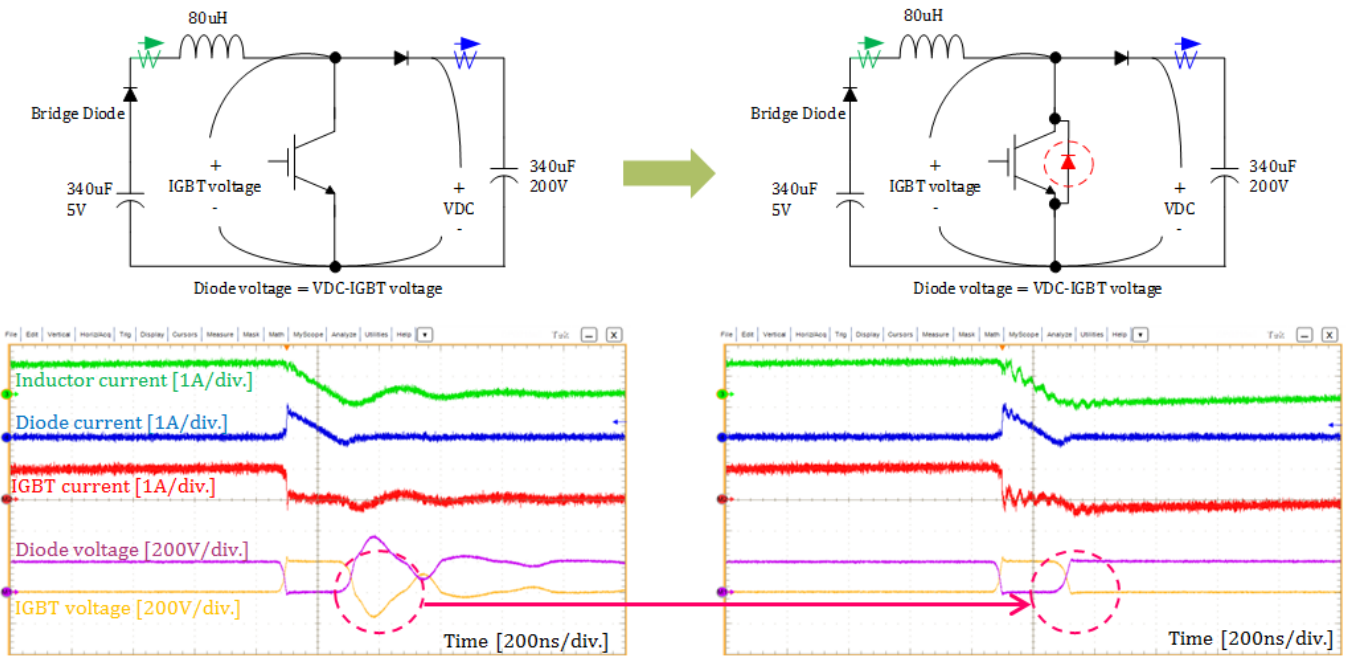 80uH
Bridge Diode
340uF
5V
+
IGBT voltage
-
+
VDC
-
340uF
200V
Diode voltage = VDC-IGBT voltage
80uH
Bridge Diode
340uF
5V
+
IGBT voltage
-
+
VDC
-
340uF
200V
Diode voltage = VDC-IGBT voltage
File Edit Vertical Horiz/Acq Trig Display Cursors Measure Mask Math MyScope Analyze Utilities Help
Inductor current [1A/div.]
Diode current [1A/div.]
IGBT current [1A/div.]
Diode voltage [200V/div.]
IGBT voltage [200V/div.]
Time [200ns/div.]
File Edit Vertical Horiz/Acq Trig Display Cursors Measure Mask Math MyScope Analyze Utilities Help
Time [200ns/div.]